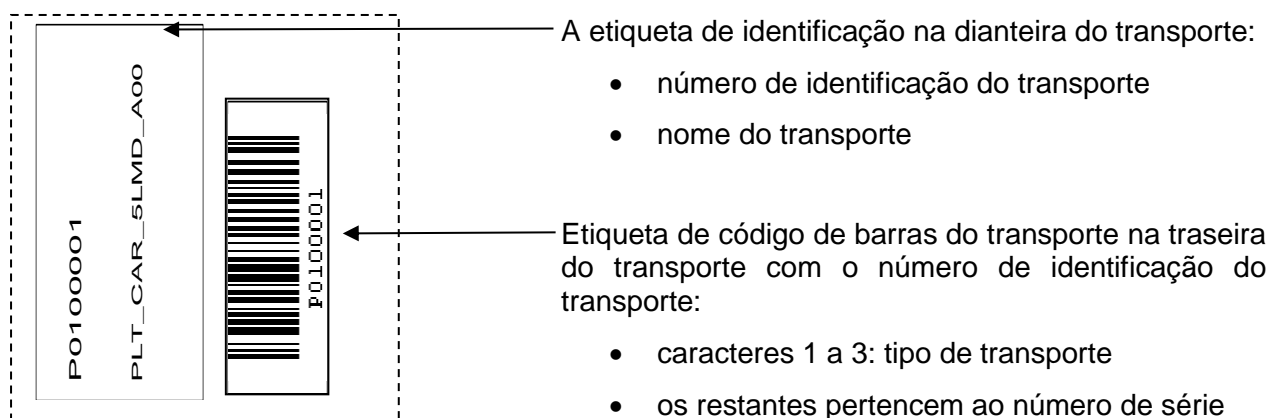 P0100001
PLT_CAR_5LMD_A00
P0100001
A etiqueta de identificação na dianteira do transporte:
• número de identificação do transporte
• nome do transporte
Etiqueta de código de barras do transporte na traseira
do transporte com o número de identificação do
transporte:
• caracteres 1 a 3: tipo de transporte
• os restantes pertencem ao número de série